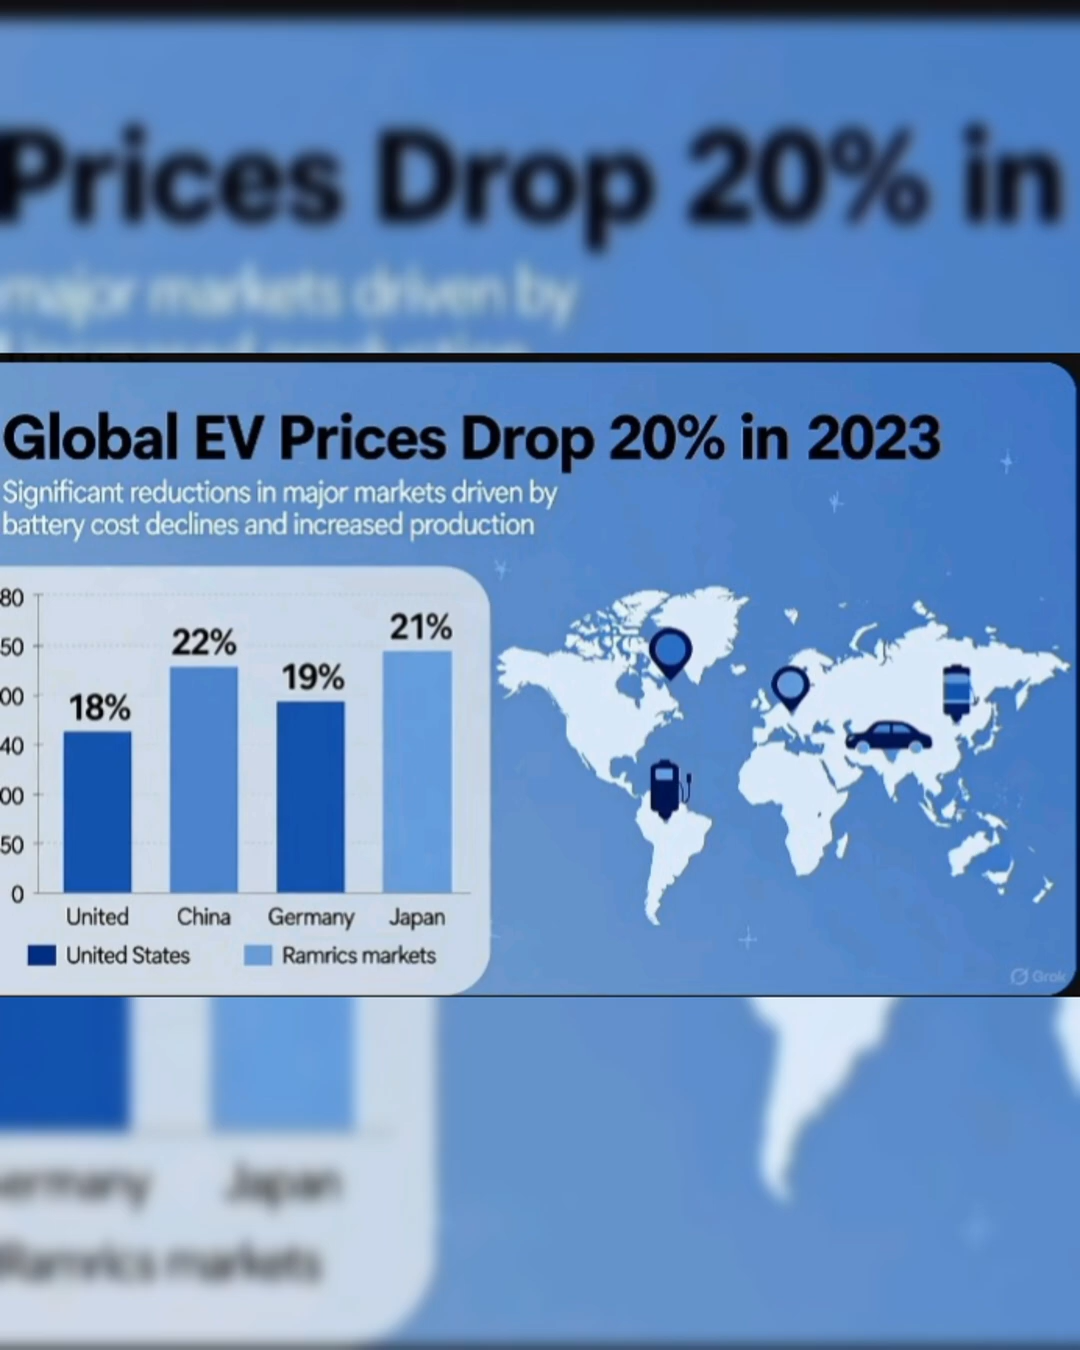 Prices Drop 20% in
major markets driven by
Global EV Prices Drop 20% in 2023
Significant reductions in major markets driven by
battery cost declines and increased production
80
50
00
40
00
50
0
18%
22%
19%
21%
United
China
Germany
Japan
United States
Ramrics markets
Grok
ermany
Japan
Ramrics markets